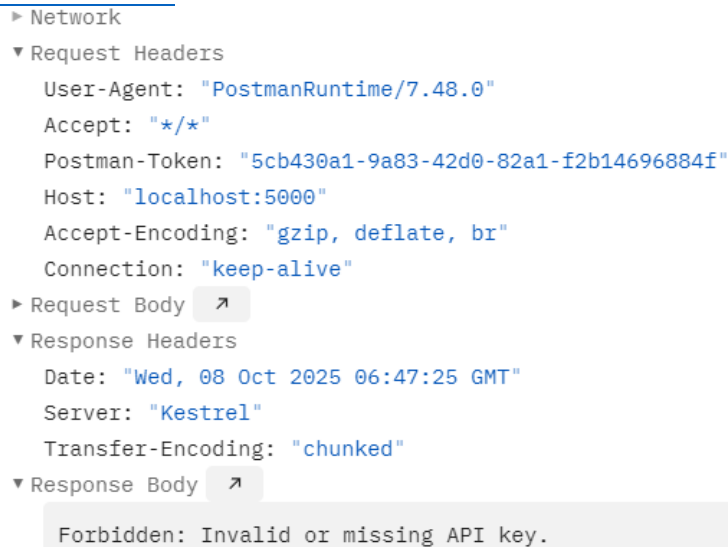 Network
Request Headers
User-Agent: "PostmanRuntime/7.48.0"
Accept: "*/*"
Postman-Token: "5cb430a1-9a83-42d0-82a1-f2b14696884f"
Host: "localhost:5000"
Accept-Encoding: "gzip, deflate, br"
Connection: "keep-alive"
Request Body
Response Headers
Date: "Wed, 08 Oct 2025 06:47:25 GMT"
Server: "Kestrel"
Transfer-Encoding: "chunked"
Response Body
Forbidden: Invalid or missing API key.